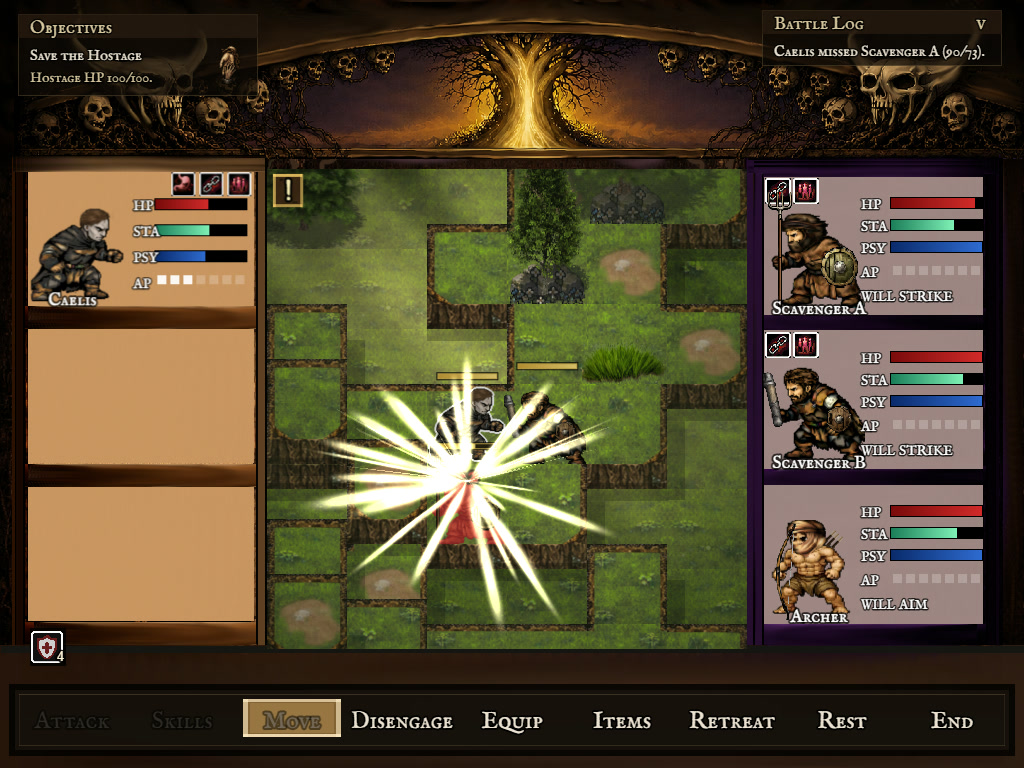 Objectives
Save the Hostage
Hostage HP 100/100.
Battle Log
V
Caelis missed Scavenger A (90/73).
!
HP
STA
PSY
AP
Caelis
HP
STA
PSY
AP
WILL STRIKE
Scavenger A
HP
STA
PSY
AP
WILL STRIKE
Scavenger B
HP
STA
PSY
AP
WILL AIM
Archer
4
Attack
Skills
Move
Disengage
Equip
Items
Retreat
Rest
End